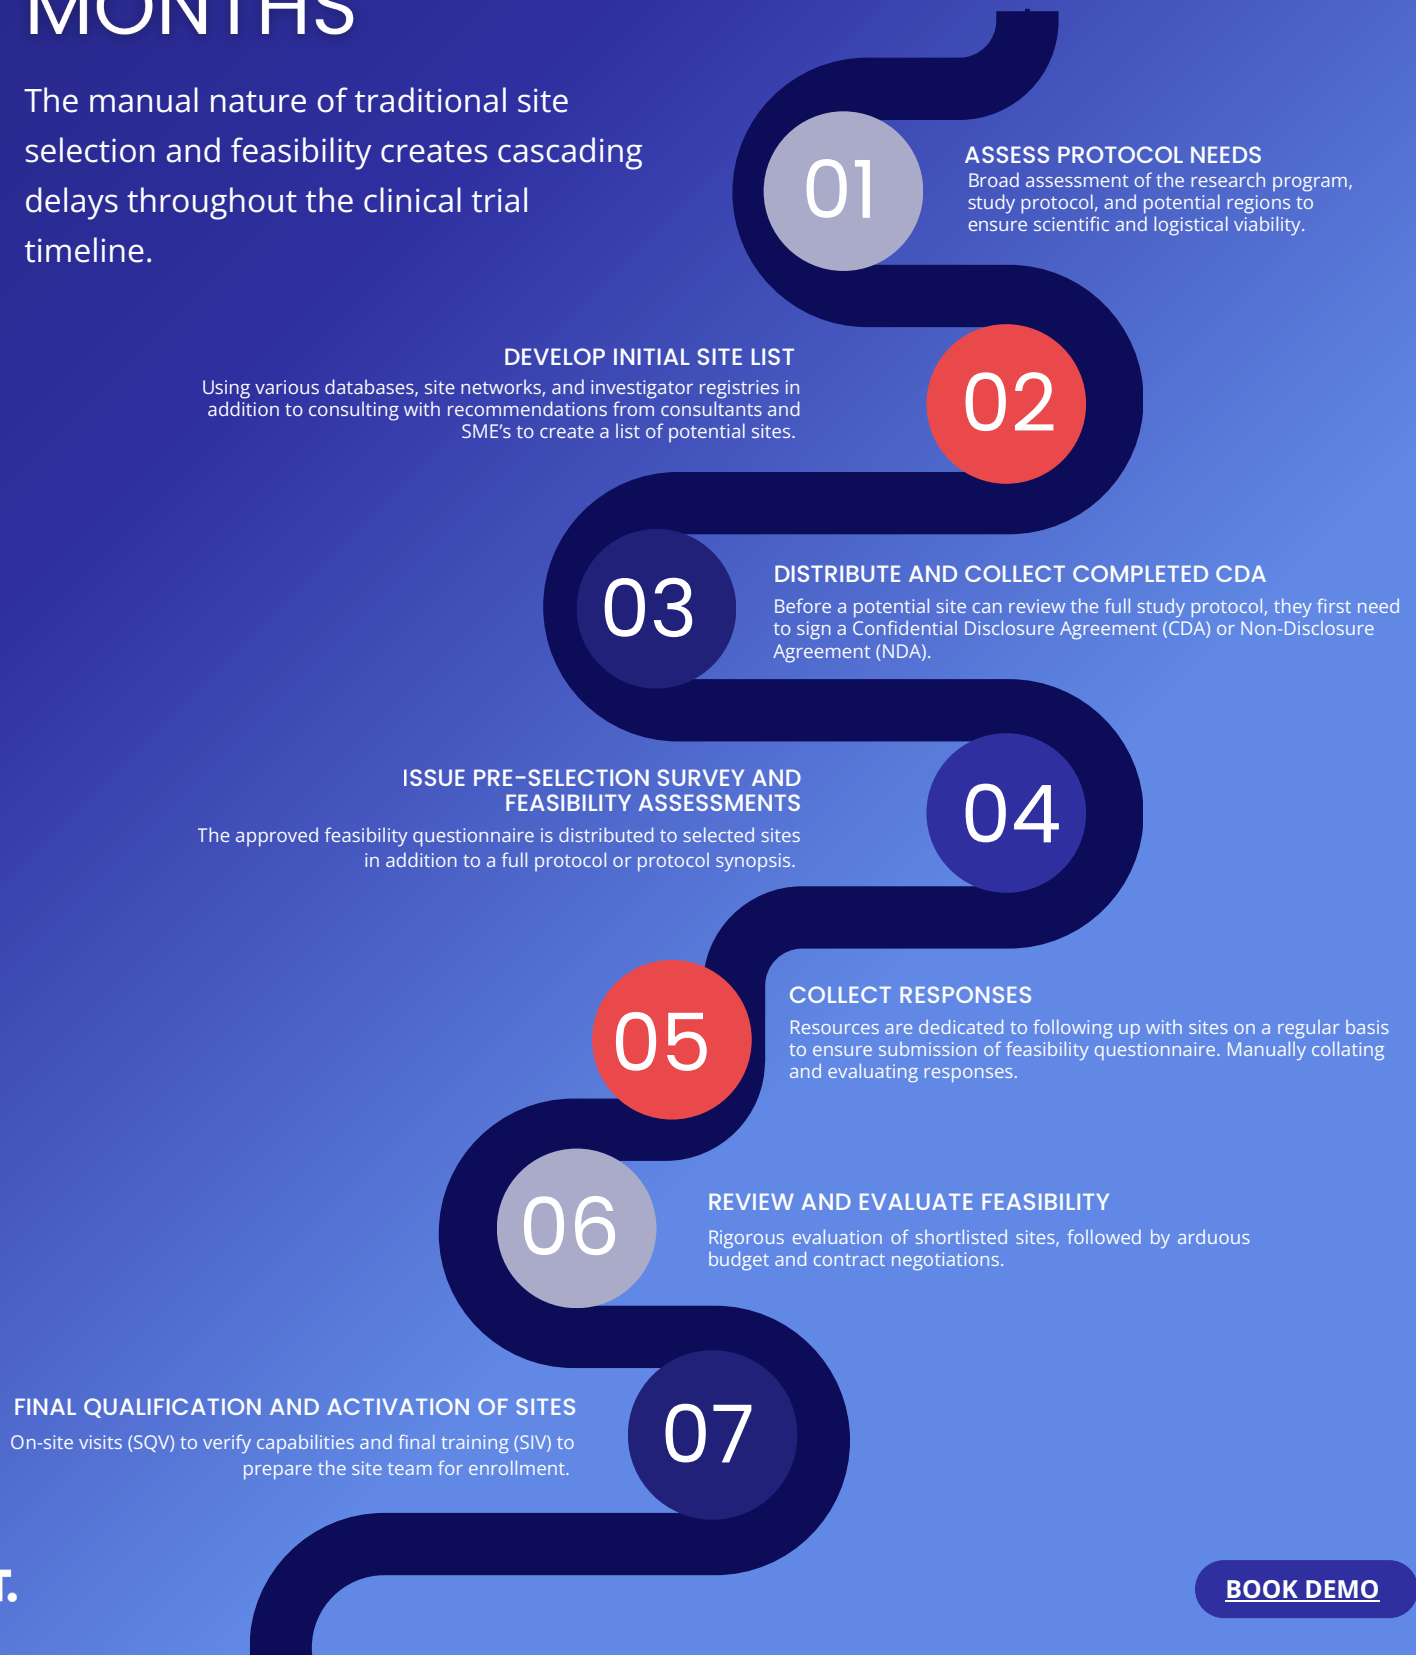 MONTHS
The manual nature of traditional site
selection and feasibility creates cascading
delays throughout the clinical trial
timeline.
01
ASSESS PROTOCOL NEEDS
Broad assessment of the research program,
study protocol, and potential regions to
ensure scientific and logistical viability.
DEVELOP INITIAL SITE LIST
Using various databases, site networks, and investigator registries in
addition to consulting with recommendations from consultants and
SME's to create a list of potential sites.
02
03
DISTRIBUTE AND COLLECT COMPLETED CDA
Before a potential site can review the full study protocol, they first need
to sign a Confidential Disclosure Agreement (CDA) or Non-Disclosure
Agreement (NDA).
ISSUE PRE-SELECTION SURVEY AND
FEASIBILITY ASSESSMENTS
The approved feasibility questionnaire is distributed to selected sites
in addition to a full protocol or protocol synopsis.
04
05
COLLECT RESPONSES
Resources are dedicated to following up with sites on a regular basis
to ensure submission of feasibility questionnaire. Manually collating
and evaluating responses.
06
REVIEW AND EVALUATE FEASIBILITY
Rigorous evaluation of shortlisted sites, followed by arduous
budget and contract negotiations.
FINAL QUALIFICATION AND ACTIVATION OF SITES
On-site visits (SQV) to verify capabilities and final training (SIV) to
prepare the site team for enrollment.
07
BOOK DEMO